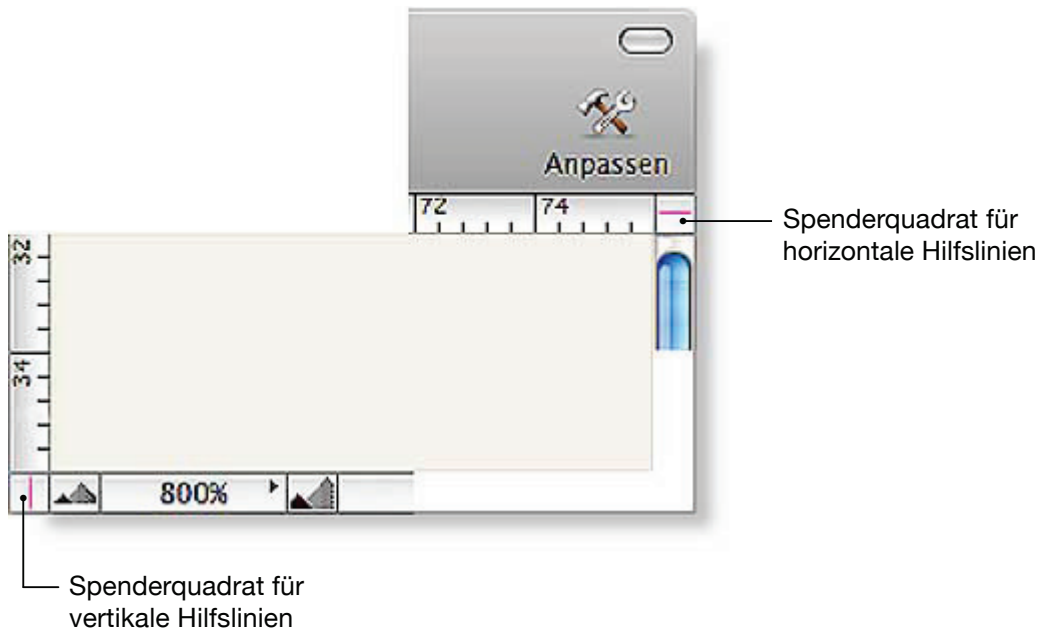 Anpassen
72 74
Spenderquadrat für
horizontale Hilfslinien
32
34
800%
Spenderquadrat für
vertikale Hilfslinien